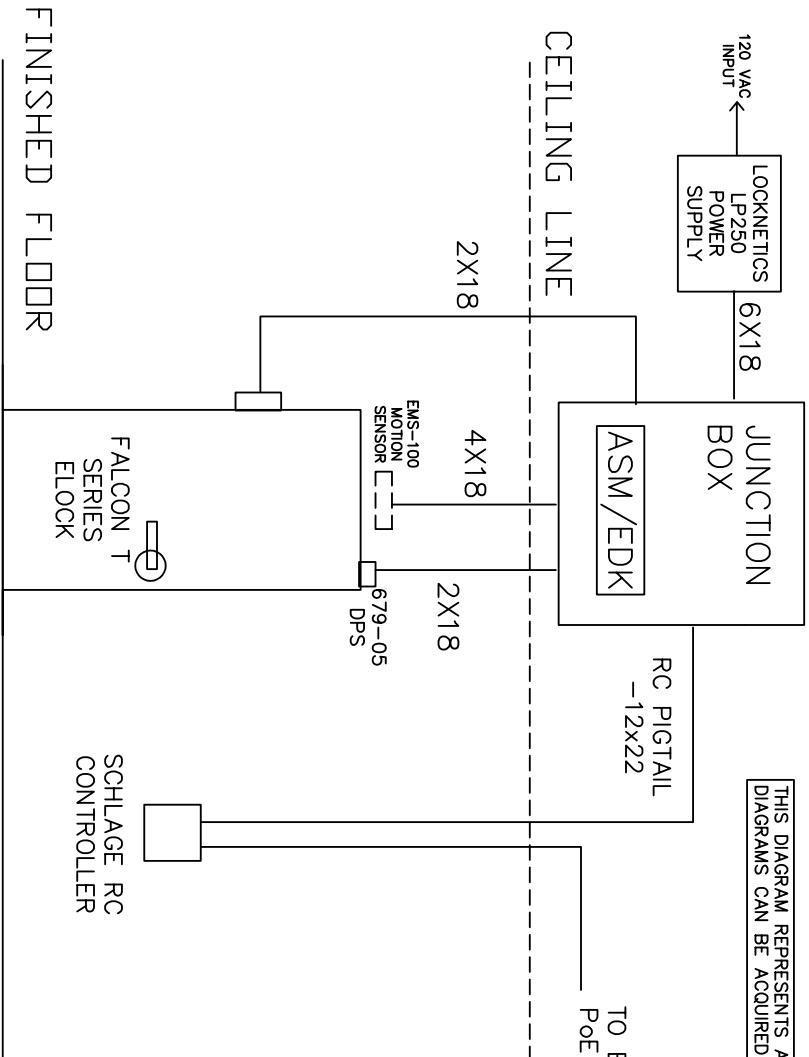 THIS DIAGRAM REPRESENTS A
DIAGRAMS CAN BE ACQUIRED
120 VAC
INPUT
LOCKNETICS
LP250
POWER
SUPPLY
6X18
JUNCTION
BOX
ASM/EDK
RC PIGTAIL
-12x22
TO
PoE
CEILING LINE
2X18
4X18
2X18
EMS-100
MOTION
SENSOR
679-05
DPS
FALCON T
SERIES
ELOCK
SCHLAGE RC
CONTROLLER
FINISHED FLOOR